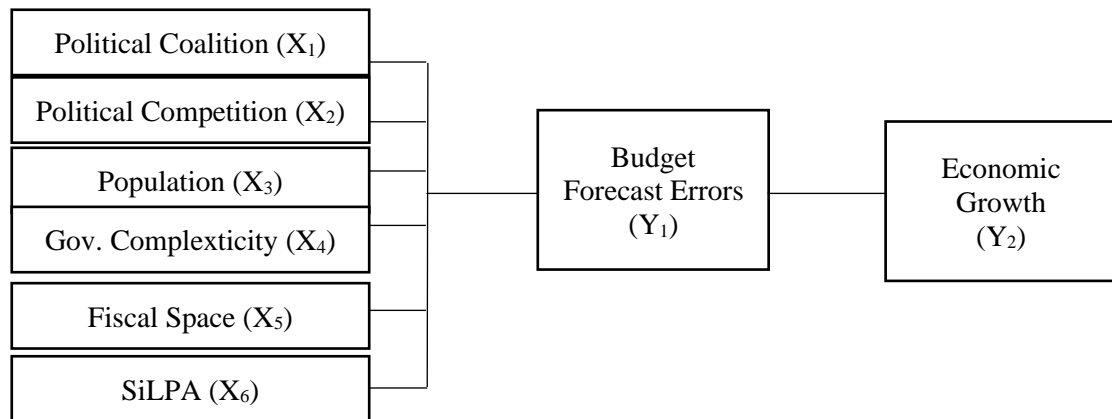 Political Coalition (X₁)
Political Competition (X₂)
Population (X₃)
Gov. Complexticity (X₄)
Fiscal Space (X₅)
SiLPA (X₆)
Budget
Forecast Errors
(Y₁)
Economic
Growth
(Y₂)